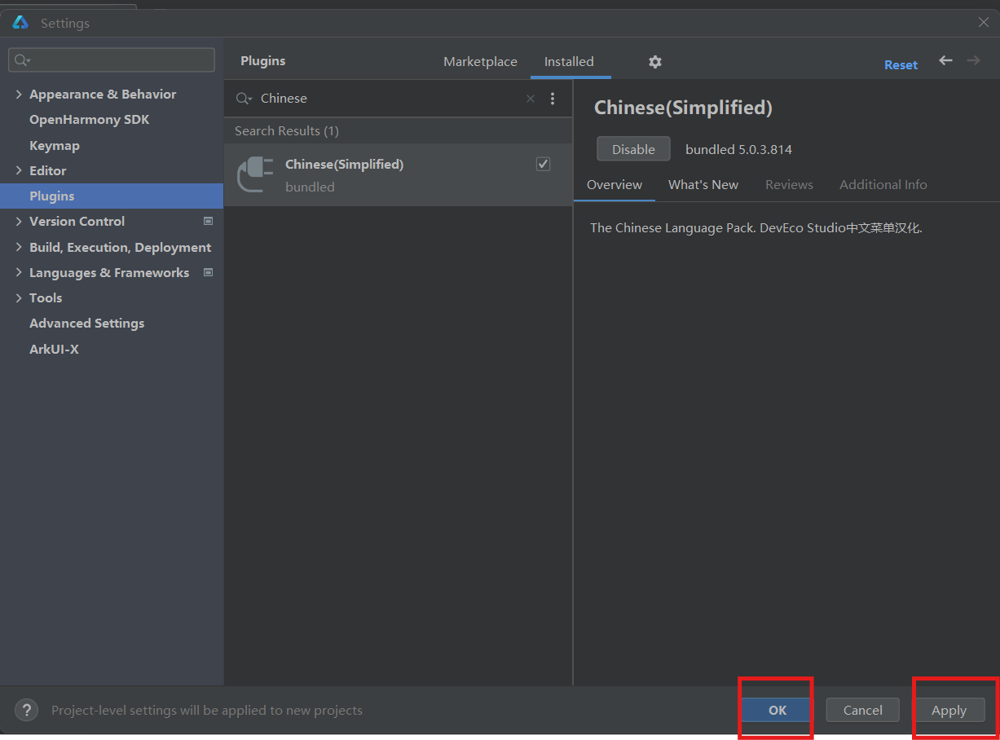 Settings
Plugins
Marketplace
Installed
Reset
Appearance & Behavior
OpenHarmony SDK
Keymap
Editor
Plugins
Version Control
Build, Execution, Deployment
Languages & Frameworks
Tools
Advanced Settings
ArkUI-X
Chinese
Search Results (1)
Chinese(Simplified)
bundled
Chinese(Simplified)
Disable
bundled 5.0.3.814
Overview
What's New
Reviews
Additional Info
The Chinese Language Pack. DevEco Studio中文菜单汉化.
?
Project-level settings will be applied to new projects
OK
Cancel
Apply